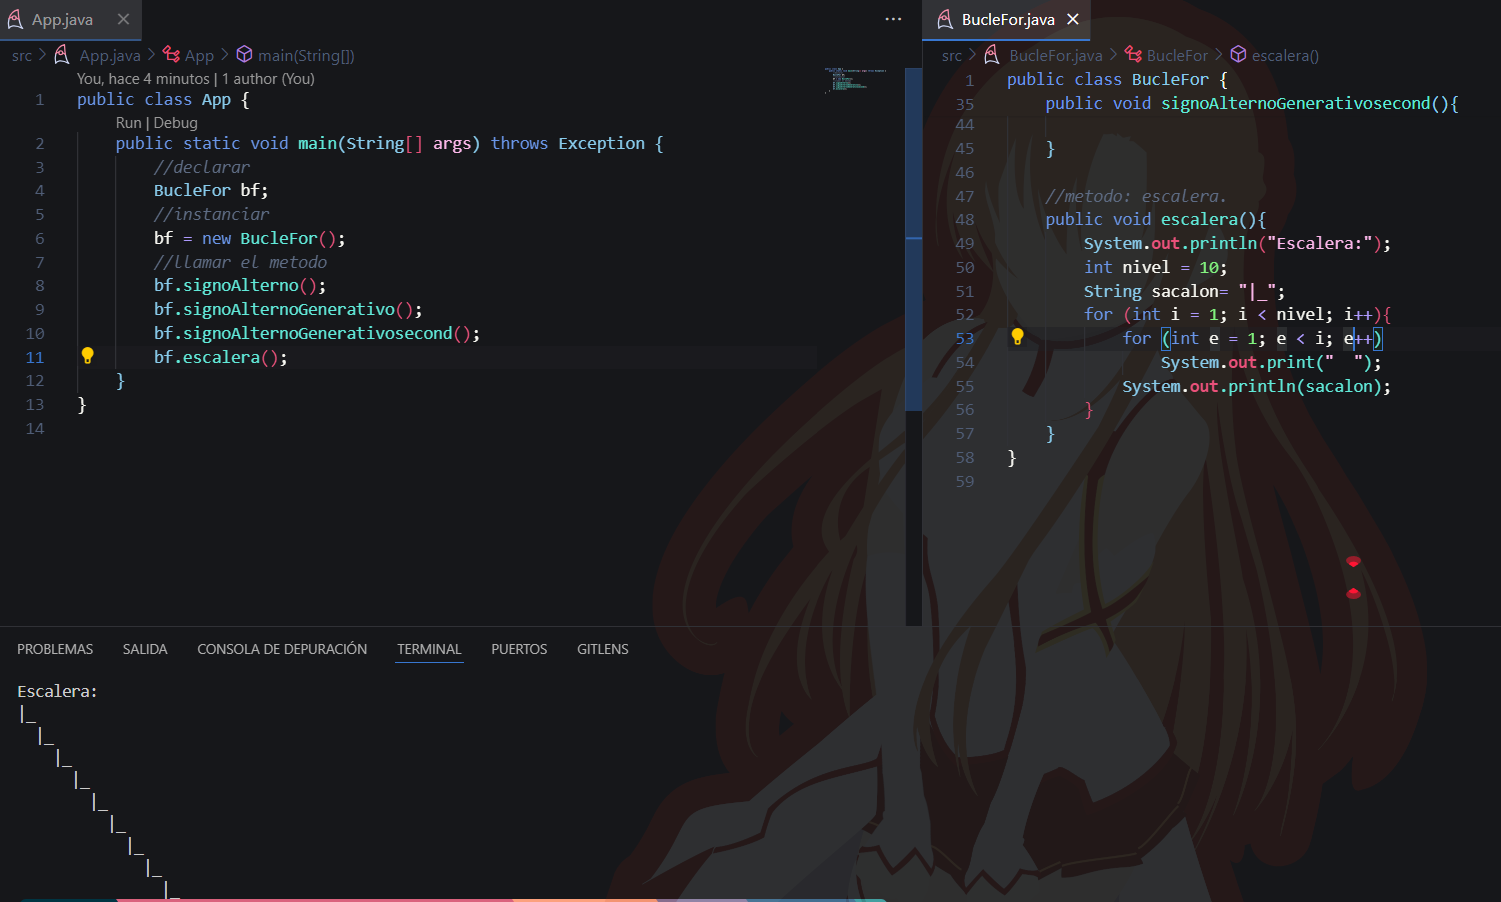 App.java
src > App.java > App > main(String[])
You, hace 4 minutos | 1 author (You)
1 public class App {
Run | Debug
2 public static void main(String[] args) throws Exception {
3 //declarar
4 BucleFor bf;
5 //instanciar
6 bf = new BucleFor();
7 //llamar el metodo
8 bf.signoAlterno();
9 bf.signoAlternoGenerativo();
10 bf.signoAlternoGenerativosecond();
11 bf.escalera();
12 }
13 }
14
BucleFor.java
src > BucleFor.java > BucleFor > escalera()
1 public class BucleFor {
35 public void signoAlternoGenerativosecond(){
44
45 }
46
47 //metodo: escalera.
48 public void escalera(){
49 System.out.println("Escalera:");
50 int nivel = 10;
51 String sacalon= "|_";
52 for (int i = 1; i < nivel; i++){
53 for (int e = 1; e < i; e++)
54 System.out.print("  ");
55 System.out.println(sacalon);
56 }
57 }
58 }
59
PROBLEMAS SALIDA CONSOLA DE DEPURACIÓN TERMINAL PUERTOS GITLENS
Escalera:
|_
  |_
    |_
      |_
        |_
          |_
            |_
              |_
                |_